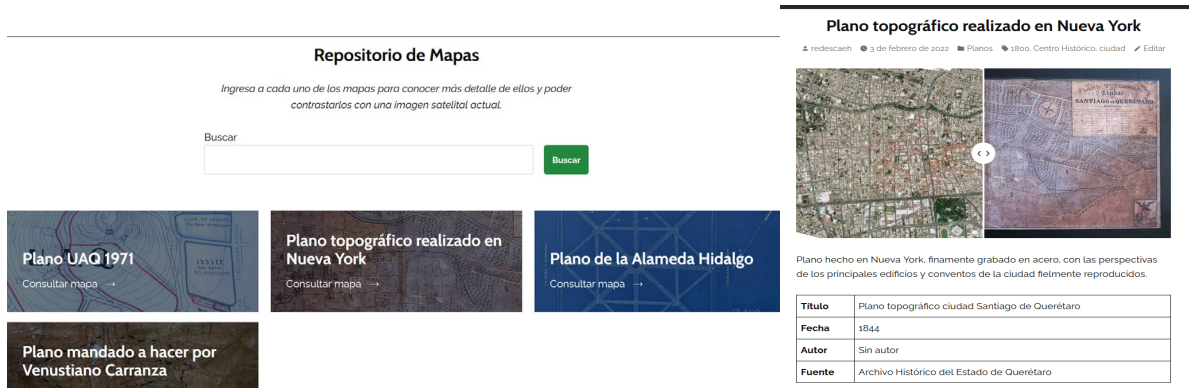 Repositorio de Mapas
Ingresa a cada uno de los mapas para conocer más detalle de ellos y poder
contrastarlos con una imagen satelital actual.
Buscar
Buscar
Plano UAQ 1971
Consultar mapa →
Plano topográfico realizado en
Nueva York
Consultar mapa →
Plano de la Alameda Hidalgo
Consultar mapa →
Plano mandado a hacer por
Venustiano Carranza
Plano topográfico realizado en Nueva York
redescaeh 3 de febrero de 2022 Planos 1800, Centro Histórico, ciudad Editar
Ciudad
SANTIAGO DE QUERÉTARO
Plano hecho en Nueva York, finamente grabado en acero, con las perspectivas
de los principales edificios y conventos de la ciudad fielmente reproducidos.
Título Plano topográfico ciudad Santiago de Querétaro
Fecha 1844
Autor Sin autor
Fuente Archivo Histórico del Estado de Querétaro